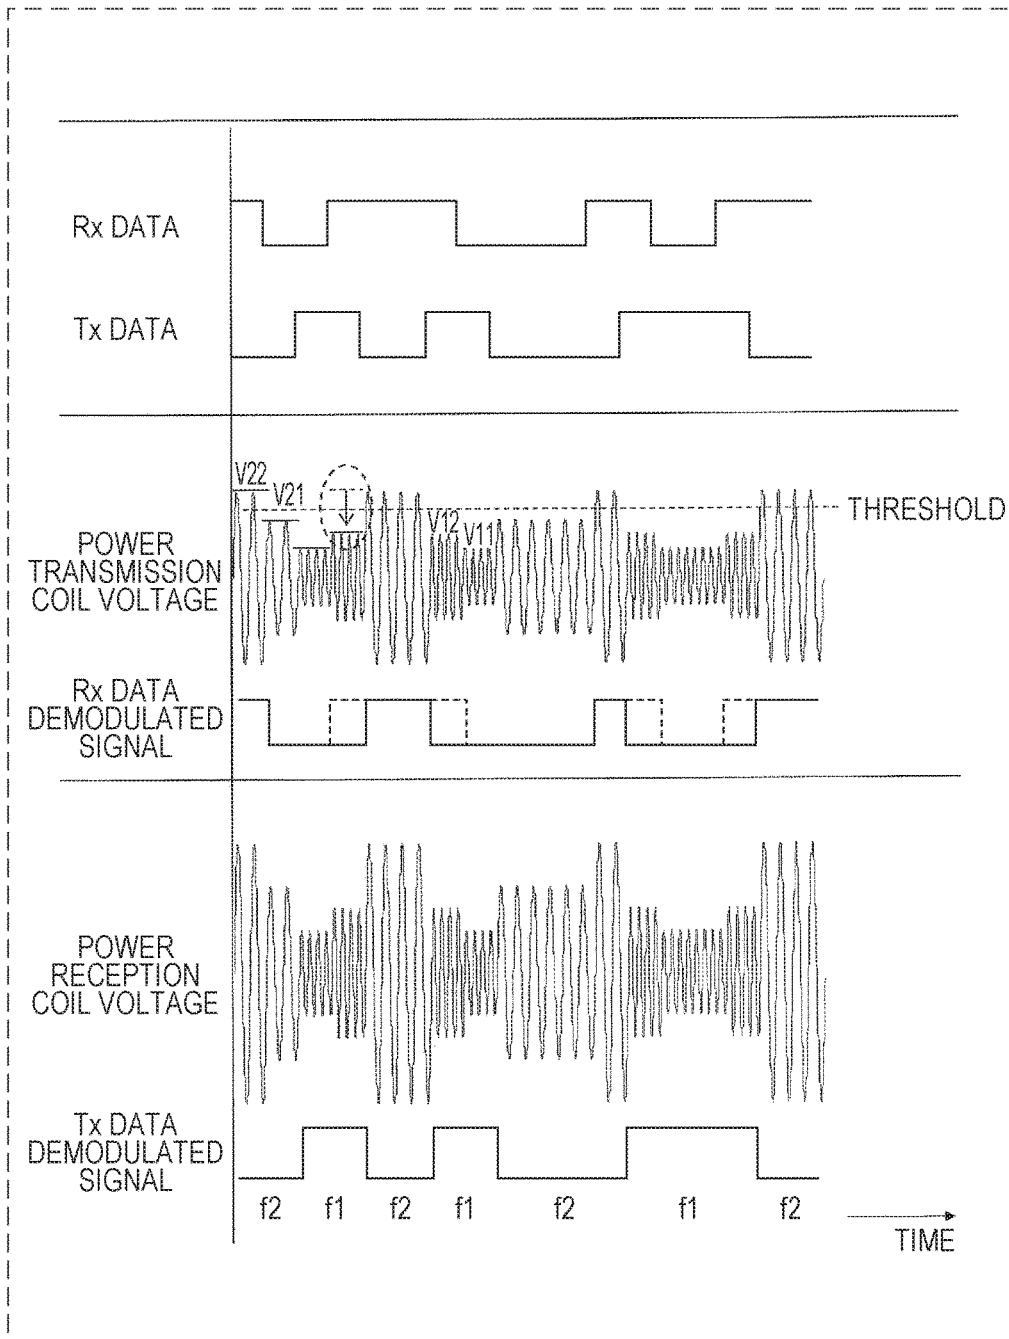 Rx DATA
Tx DATA
V22
V21
V12
V11
THRESHOLD
POWER
TRANSMISSION
COIL VOLTAGE
Rx DATA
DEMODULATED
SIGNAL
POWER
RECEPTION
COIL VOLTAGE
Tx DATA
DEMODULATED
SIGNAL
f2 f1 f2 f1 f2 f1 f2
TIME